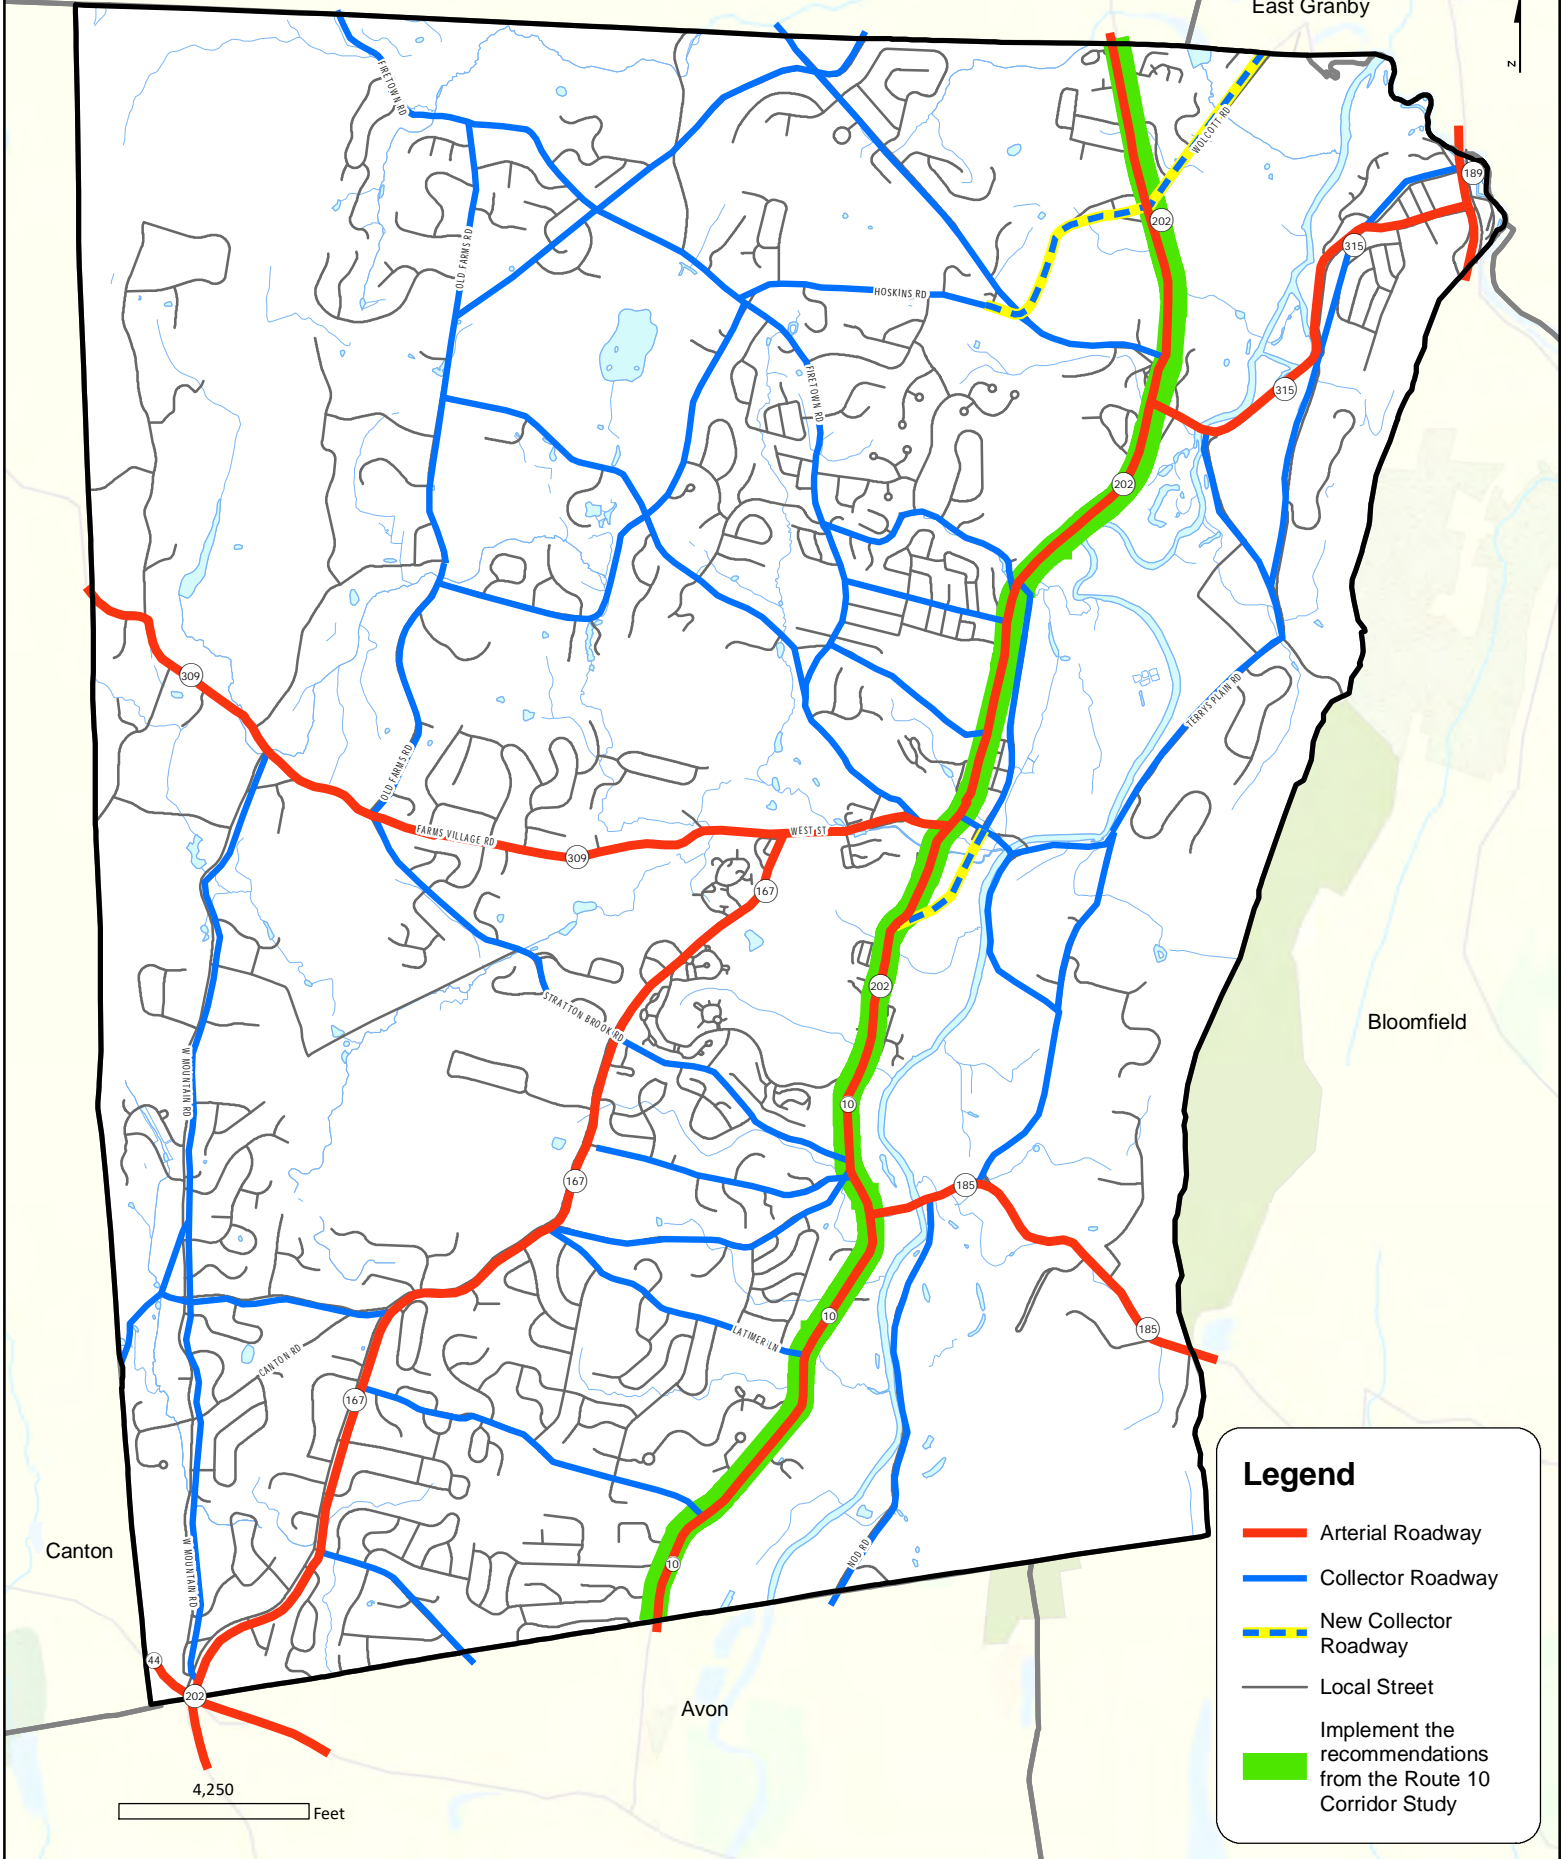 East Granby
N
FIRETOWN RD
WOLCOTT RD
189
202
315
OLD FARMS RD
HOSKINS RD
315
FIRETOWN RD
202
309
TERRYS PLAIN RD
OLD FARMS RD
FARMS VILLAGE RD
WEST ST
309
167
202
STRATTON BROOK RD
Bloomfield
W MOUNTAIN RD
10
167
185
10
185
LATIMER LN
CANTON RD
167
Canton
W MOUNTAIN RD
10
NOD RD
44
202
Avon
4,250
Feet
Legend
Arterial Roadway
Collector Roadway
New Collector
Roadway
Local Street
Implement the
recommendations
from the Route 10
Corridor Study